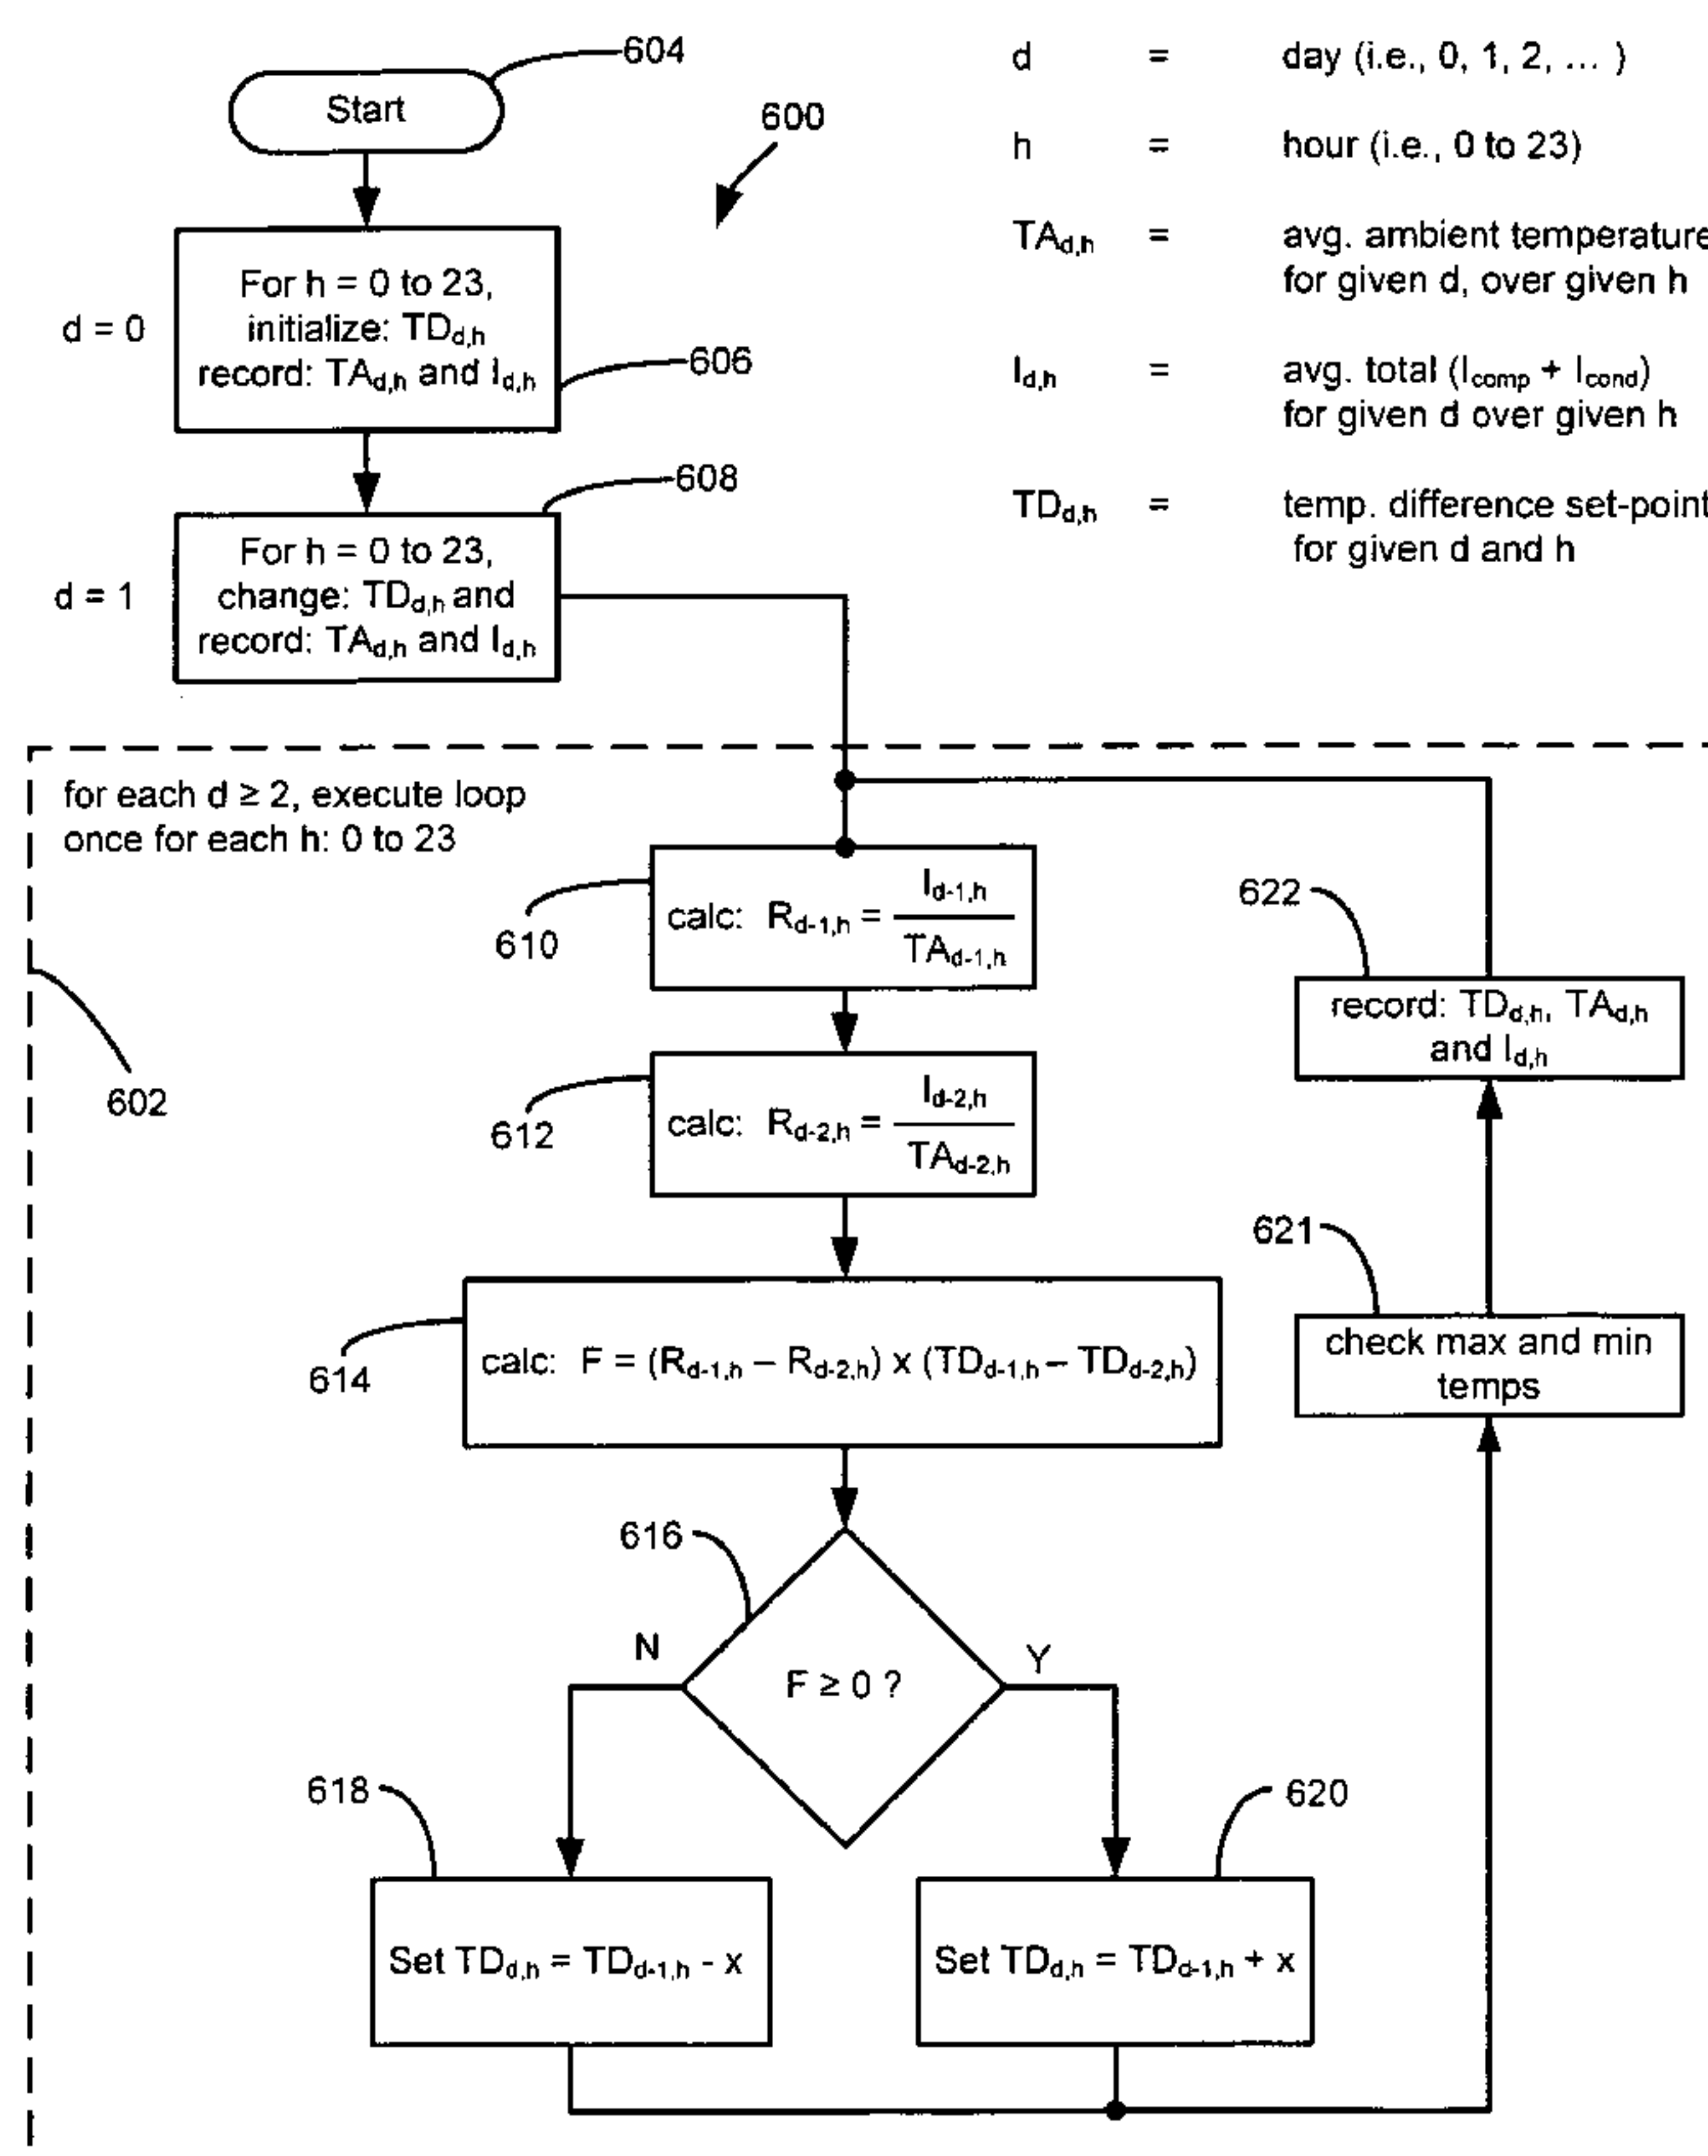 604
Start
600
d = day (i.e., 0, 1, 2, ... )
h = hour (i.e., 0 to 23)
TAd,h = avg. ambient temperature
for given d, over given h
Id,h = avg. total (Icomp + Icond)
for given d over given h
TDd,h = temp. difference set-point
for given d and h
d = 0
For h = 0 to 23,
initialize: TDd,h
record: TAd,h and Id,h
606
608
d = 1
For h = 0 to 23,
change: TDd,h and
record: TAd,h and Id,h
for each d ≥ 2, execute loop
once for each h: 0 to 23
602
610
calc: Rd-1,h = Id-1,h
TAd-1,h
612
calc: Rd-2,h = Id-2,h
TAd-2,h
614
calc: F = (Rd-1,h – Rd-2,h) x (TDd-1,h – TDd-2,h)
616
F ≥ 0 ?
N
Y
618
Set TDd,h = TDd-1,h - x
620
Set TDd,h = TDd-1,h + x
621
check max and min
temps
622
record: TDd,h, TAd,h
and Id,h